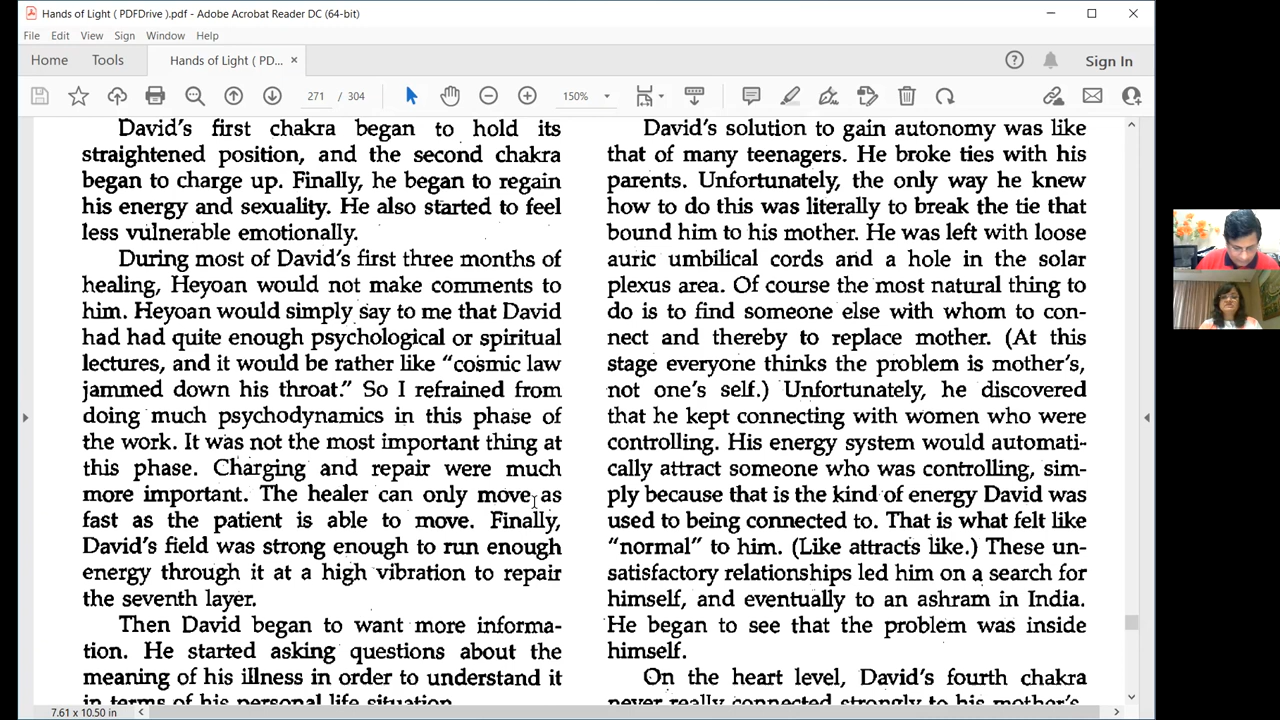 Hands of Light ( PDFDrive ).pdf - Adobe Acrobat Reader DC (64-bit)
File Edit View Sign Window Help
Home Tools Hands of Light ( PD... × Sign In
271 / 304 150%
David's first chakra began to hold its
straightened position, and the second chakra
began to charge up. Finally, he began to regain
his energy and sexuality. He also started to feel
less vulnerable emotionally.
During most of David's first three months of
healing, Heyoan would not make comments to
him. Heyoan would simply say to me that David
had had quite enough psychological or spiritual
lectures, and it would be rather like "cosmic law
jammed down his throat." So I refrained from
doing much psychodynamics in this phase of
the work. It was not the most important thing at
this phase. Charging and repair were much
more important. The healer can only move as
fast as the patient is able to move. Finally,
David's field was strong enough to run enough
energy through it at a high vibration to repair
the seventh layer.
Then David began to want more informa-
tion. He started asking questions about the
meaning of his illness in order to understand it
in terms of his personal life situation.
David's solution to gain autonomy was like
that of many teenagers. He broke ties with his
parents. Unfortunately, the only way he knew
how to do this was literally to break the tie that
bound him to his mother. He was left with loose
auric umbilical cords and a hole in the solar
plexus area. Of course the most natural thing to
do is to find someone else with whom to con-
nect and thereby to replace mother. (At this
stage everyone thinks the problem is mother's,
not one's self.) Unfortunately, he discovered
that he kept connecting with women who were
controlling. His energy system would automati-
cally attract someone who was controlling, sim-
ply because that is the kind of energy David was
used to being connected to. That is what felt like
"normal" to him. (Like attracts like.) These un-
satisfactory relationships led him on a search for
himself, and eventually to an ashram in India.
He began to see that the problem was inside
himself.
On the heart level, David's fourth chakra
never really connected strongly to his mother's
7.61 x 10.50 in